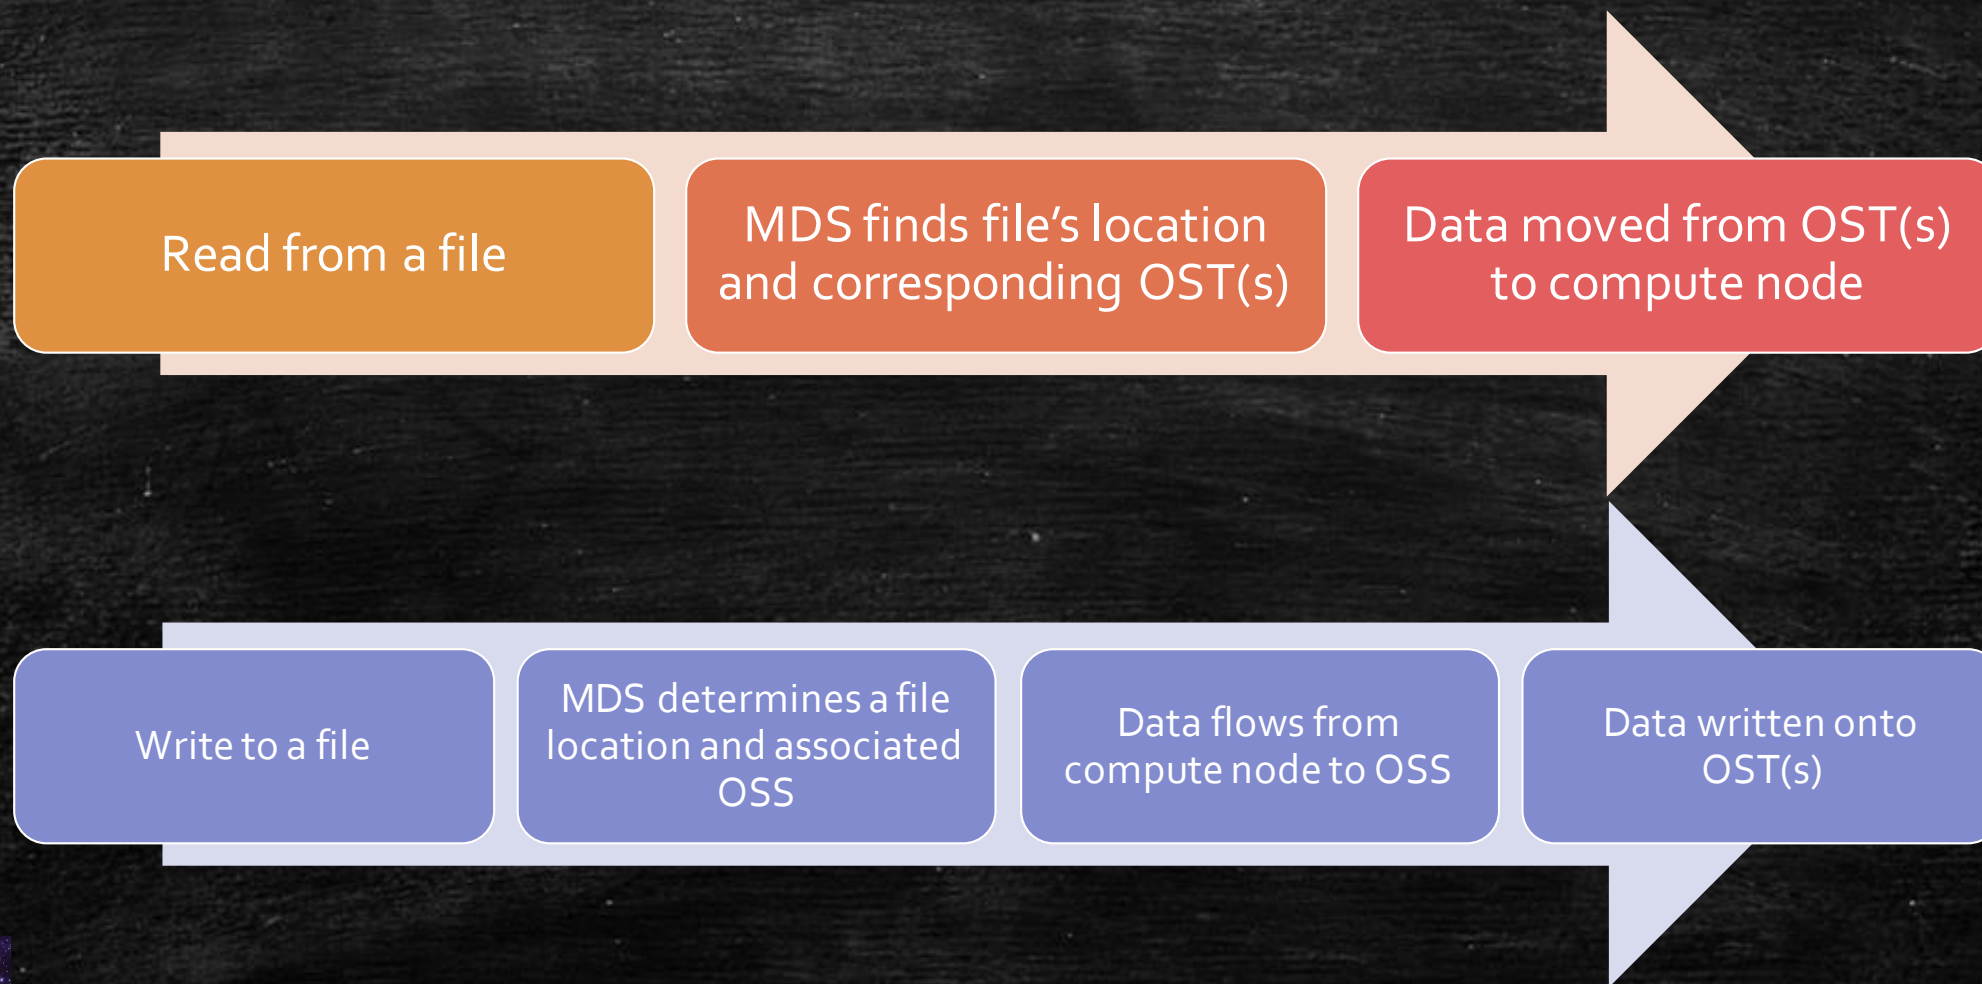 Read from a file
MDS finds file’s location
and corresponding OST(s)
Data moved from OST(s)
to compute node
Write to a file
MDS determines a file
location and associated
OSS
Data flows from
compute node to OSS
Data written onto
OST(s)